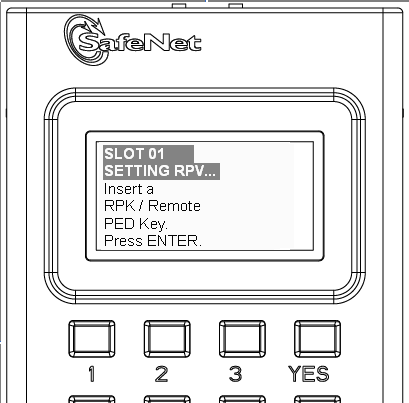 SafeNet
SLOT 01
SETTING RPV...
Insert a
RPK / Remote
PED Key.
Press ENTER.
1 2 3 YES